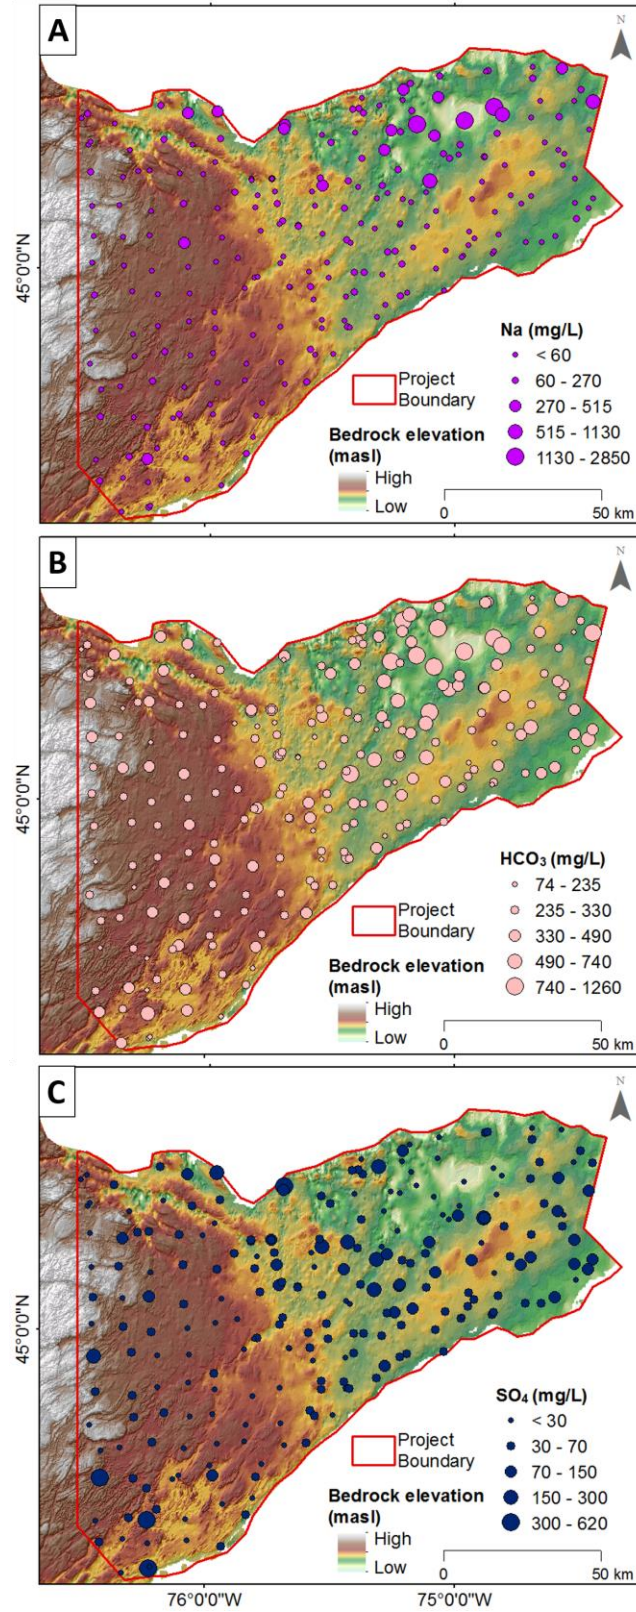 A
N
45°0'0"N
Na (mg/L)
< 60
60 - 270
270 - 515
515 - 1130
1130 - 2850
Project
Boundary
Bedrock elevation
(masl)
High
Low
0 50 km
B
N
45°0'0"N
HCO₃ (mg/L)
74 - 235
235 - 330
330 - 490
490 - 740
740 - 1260
Project
Boundary
Bedrock elevation
(masl)
High
Low
0 50 km
C
N
45°0'0"N
SO₄ (mg/L)
< 30
30 - 70
70 - 150
150 - 300
300 - 620
Project
Boundary
Bedrock elevation
(masl)
High
Low
0 50 km
76°0'0"W 75°0'0"W